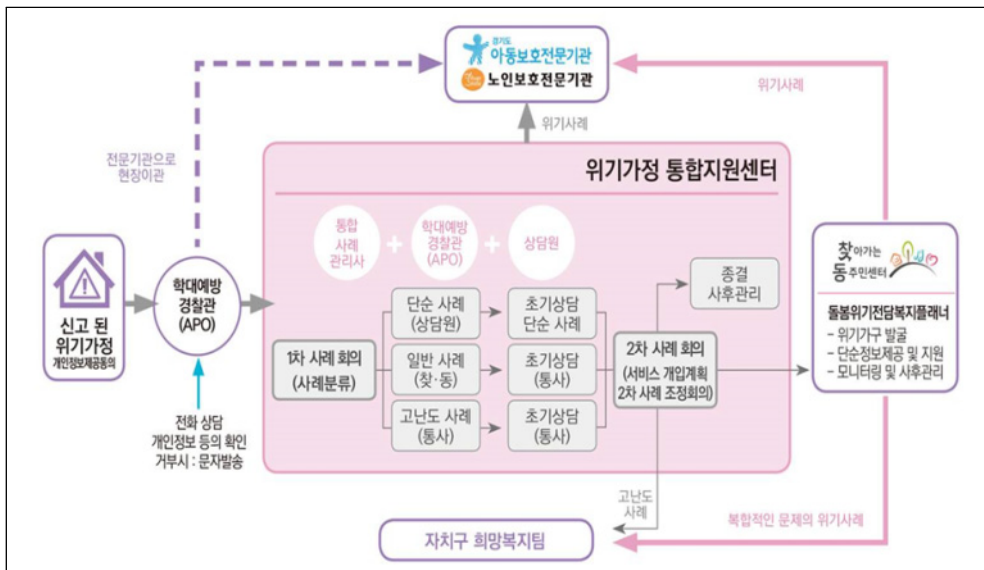 경기도
아동보호전문기관
노인보호전문기관
위기사례
위기사례
전문기관으로
현장이관
위기가정 통합지원센터
통합
사례
관리사
+
학대예방
경찰관
(APO)
+
상담원
신고 된
위기가정
개인정보제공동의
학대예방
경찰관
(APO)
전화 상담
개인정보 등의 확인
거부시 : 문자발송
1차 사례 회의
(사례분류)
단순 사례
(상담원)
일반 사례
(찾·동)
고난도 사례
(통사)
초기상담
단순 사례
초기상담
(통사)
초기상담
(통사)
종결
사후관리
2차 사례 회의
(서비스 개입계획
2차 사례 조정회의)
찾아가는
동주민센터
돌봄위기전담복지플래너
- 위기가구 발굴
- 단순정보제공 및 지원
- 모니터링 및 사후관리
고난도
사례
복합적인 문제의 위기사례
자치구 희망복지팀